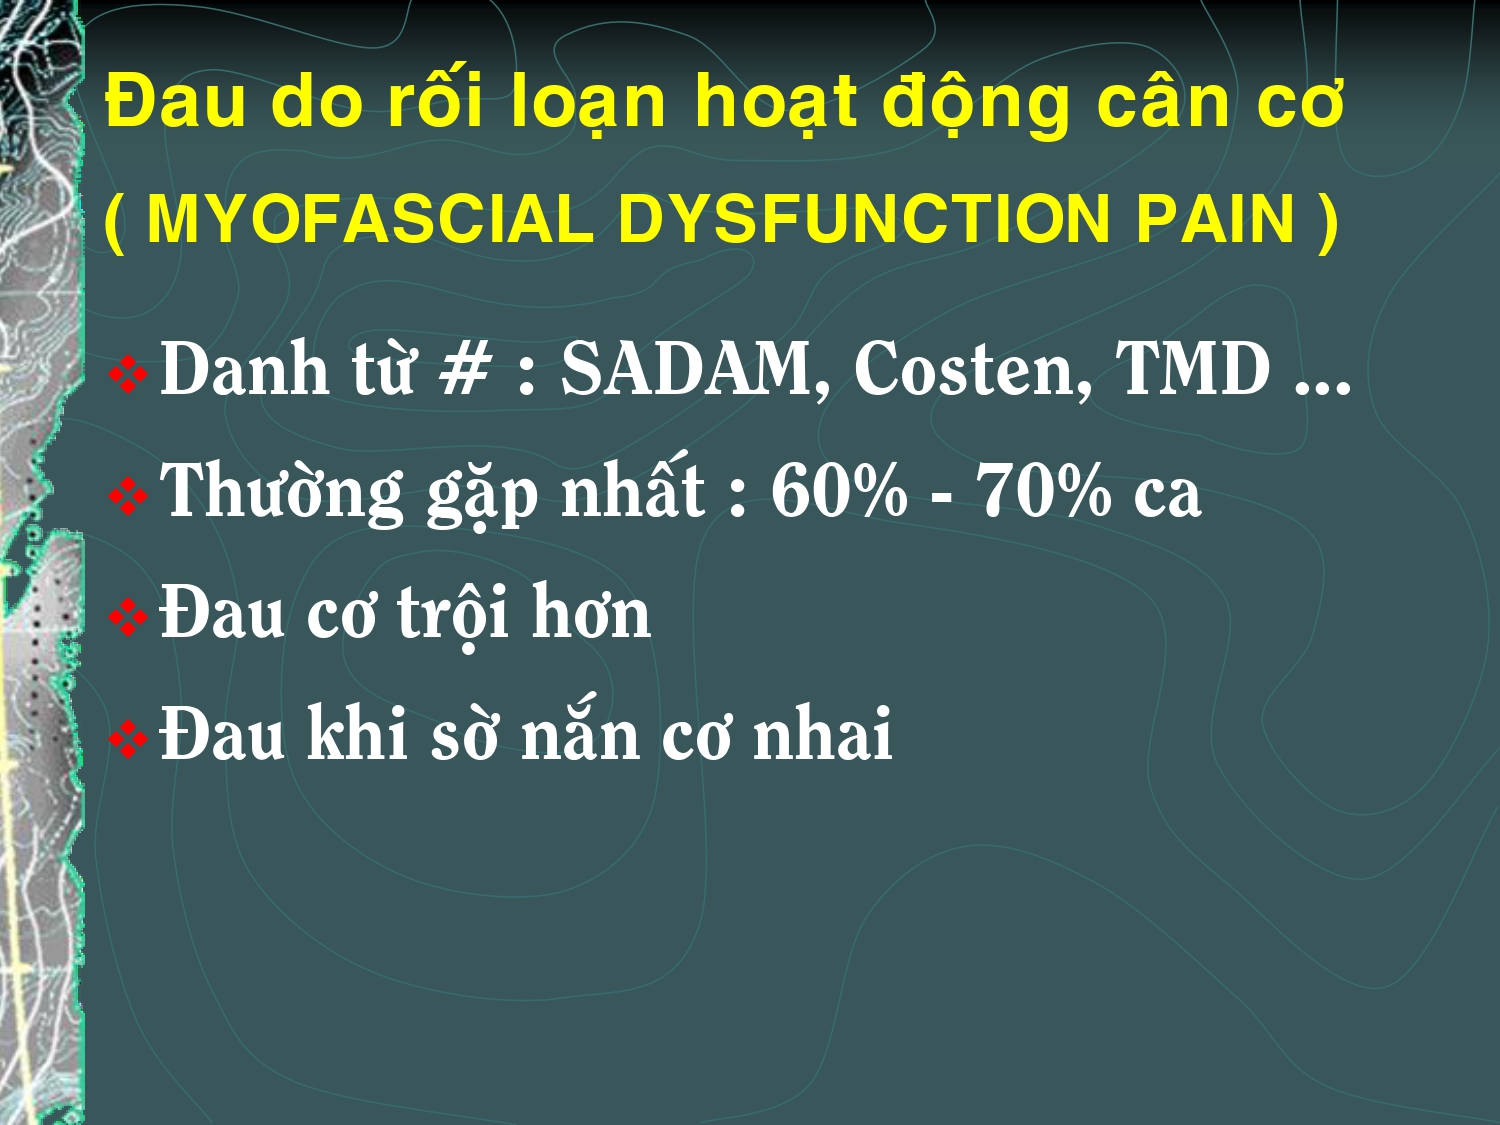 Đau do rối loạn hoạt động cân cơ
( MYOFASCIAL DYSFUNCTION PAIN )
Danh từ # : SADAM, Costen, TMD ...
Thường gặp nhất : 60% - 70% ca
Đau cơ trội hơn
Đau khi sờ nắn cơ nhai